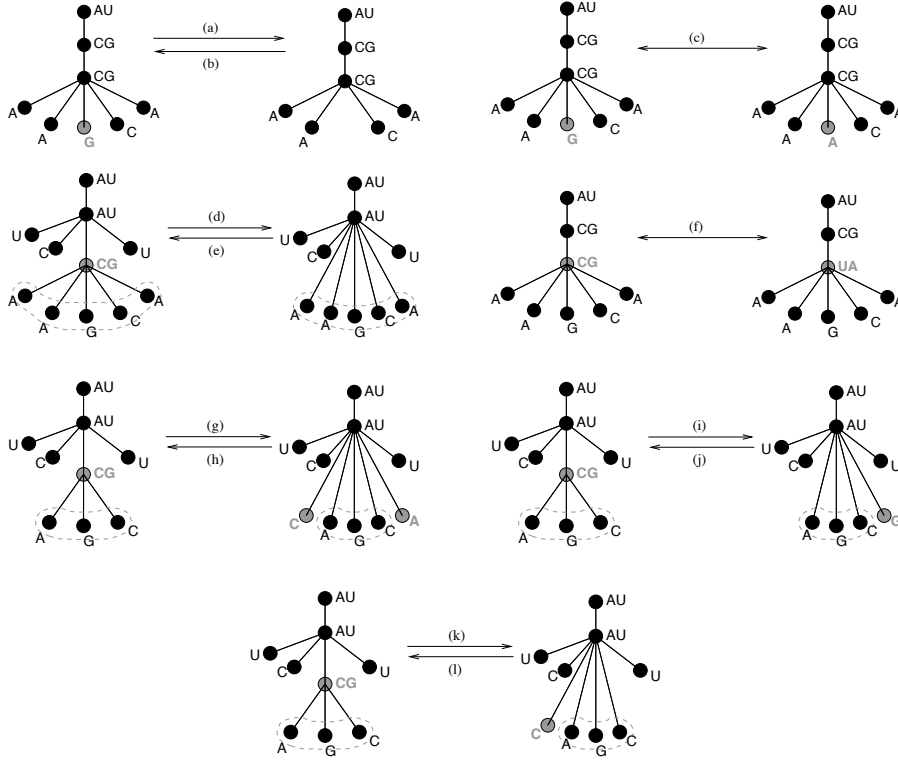 AU (a) AU AU (c) AU
CG (b) CG CG CG
CG CG CG CG
A A G C A A A C A A A G C A A A A C A
AU (d) AU AU (f) AU
AU (e) AU CG CG
U C U U C U CG UA
CG
A A G C A A A G C A A A G C A A A G C A
AU (g) AU AU (i) AU
AU (h) AU AU (j) AU
U C U U C U U C U U C U
CG CG
A G C C A G C A A G C A G C G
AU (k) AU
AU (l) AU
U C U U C U
CG
A G C C A G C